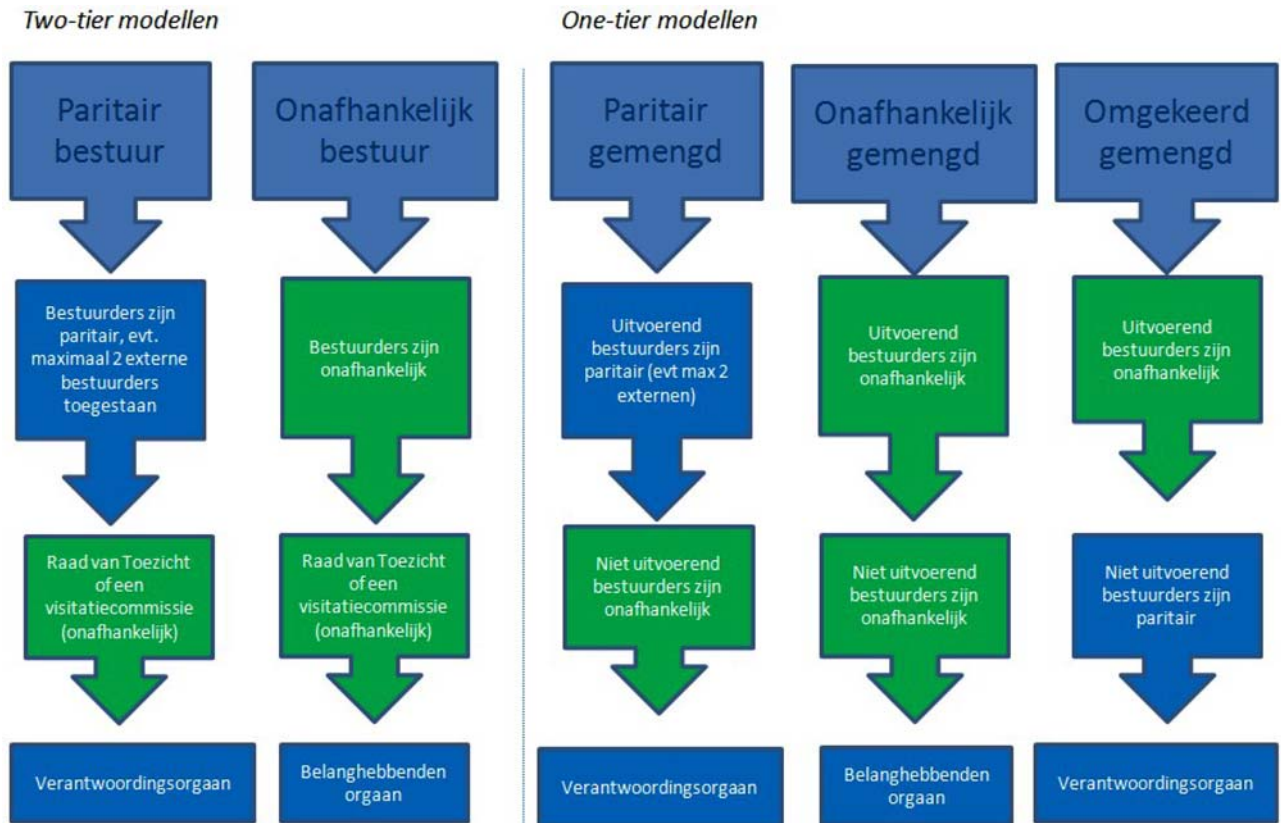 Two-tier modellen
One-tier modellen
Paritair
bestuur
Onafhankelijk
bestuur
Paritair
gemengd
Onafhankelijk
gemengd
Omgekeerd
gemengd
Bestuurders zijn
paritair, evt.
maximaal 2 externe
bestuurders
toegestaan
Bestuurders zijn
onafhankelijk
Uitvoerend
bestuurders zijn
paritair (evt max 2
externen)
Uitvoerend
bestuurders zijn
onafhankelijk
Uitvoerend
bestuurders zijn
onafhankelijk
Raad van Toezicht
of een
visitatiecommissie
(onafhankelijk)
Raad van Toezicht
of een
visitatiecommissie
(onafhankelijk)
Niet uitvoerend
bestuurders zijn
onafhankelijk
Niet uitvoerend
bestuurders zijn
onafhankelijk
Niet uitvoerend
bestuurders zijn
paritair
Verantwoordingsorgaan
Belanghebbenden
orgaan
Verantwoordingsorgaan
Belanghebbenden
orgaan
Verantwoordingsorgaan